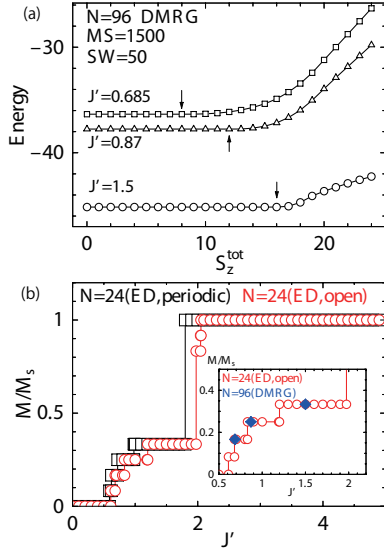 (a)
N=96 DMRG
MS=1500
SW=50
−30
−40
Energy
J'=0.685
J'=0.87
J'=1.5
0
10
20
S_z^tot
(b)
N=24(ED,periodic) N=24(ED,open)
1
0.5
0
M/M_s
0
2
4
J'
M/M_s
N=24(ED,open)
N=96(DMRG)
0.4
0.2
0
0.5
1
1.5
2
J'